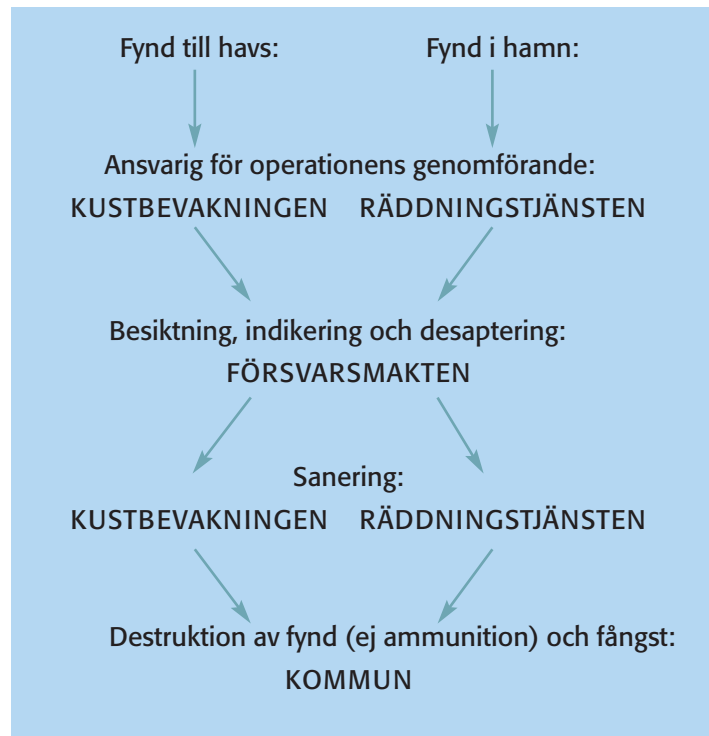 Fynd till havs: Fynd i hamn:
Ansvarig för operationens genomförande:
KUSTBEVAKNINGEN RÄDDNINGSTJÄNSTEN
Besiktning, indikering och desaptering:
FÖRSVARSMAKTEN
Sanering:
KUSTBEVAKNINGEN RÄDDNINGSTJÄNSTEN
Destruktion av fynd (ej ammunition) och fångst:
KOMMUN